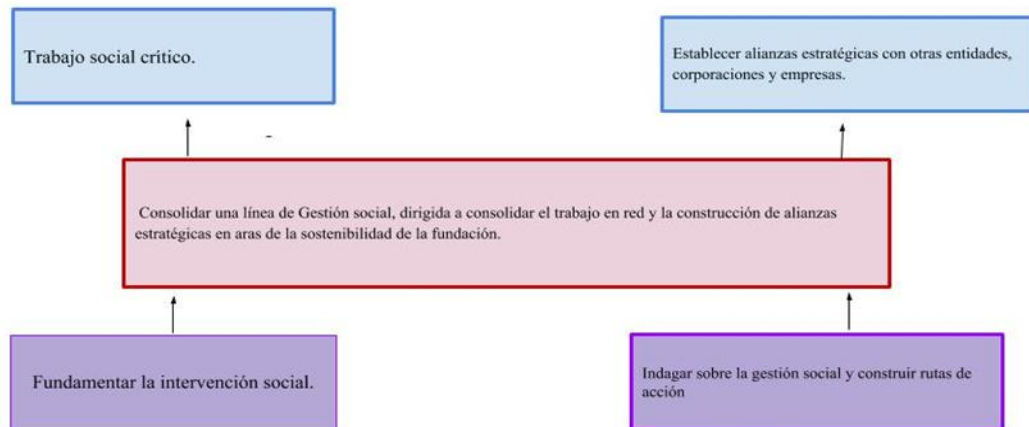 Trabajo social crítico.
Establecer alianzas estratégicas con otras entidades,
corporaciones y empresas.
-
Consolidar una línea de Gestión social, dirigida a consolidar el trabajo en red y la construcción de alianzas
estratégicas en aras de la sostenibilidad de la fundación.
Fundamentar la intervención social.
Indagar sobre la gestión social y construir rutas de
acción